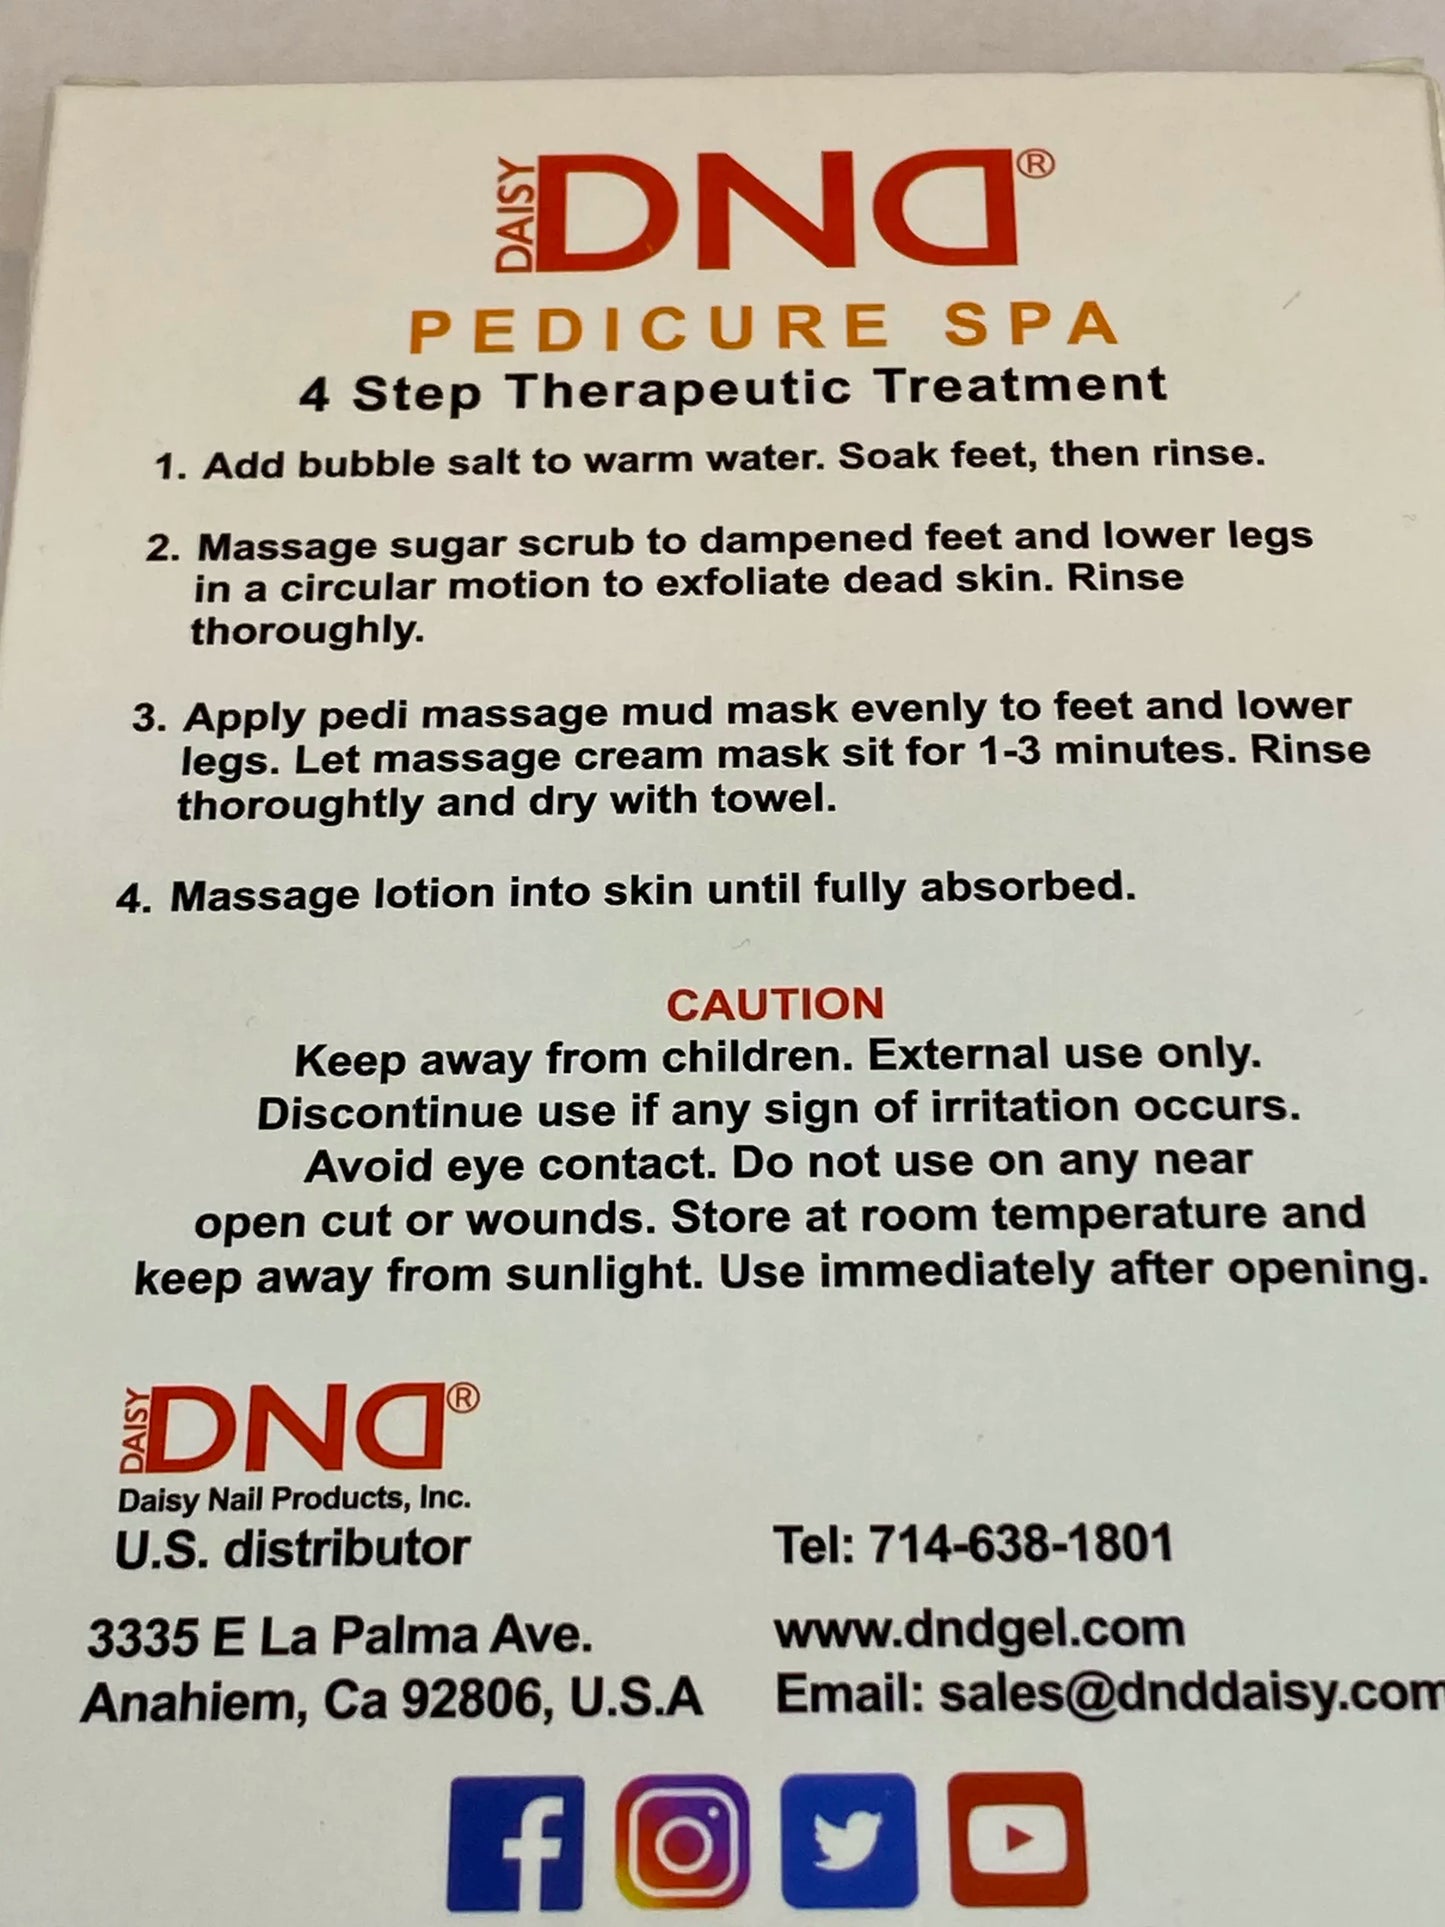 DAISY DND®
PEDICURE SPA
4 Step Therapeutic Treatment
1. Add bubble salt to warm water. Soak feet, then rinse.
2. Massage sugar scrub to dampened feet and lower legs
in a circular motion to exfoliate dead skin. Rinse
thoroughly.
3. Apply pedi massage mud mask evenly to feet and lower
legs. Let massage cream mask sit for 1-3 minutes. Rinse
thoroughtly and dry with towel.
4. Massage lotion into skin until fully absorbed.
CAUTION
Keep away from children. External use only.
Discontinue use if any sign of irritation occurs.
Avoid eye contact. Do not use on any near
open cut or wounds. Store at room temperature and
keep away from sunlight. Use immediately after opening.
DAISY DND®
Daisy Nail Products, Inc.
U.S. distributor
3335 E La Palma Ave.
Anahiem, Ca 92806, U.S.A
Tel: 714-638-1801
www.dndgel.com
Email: sales@dnddaisy.com